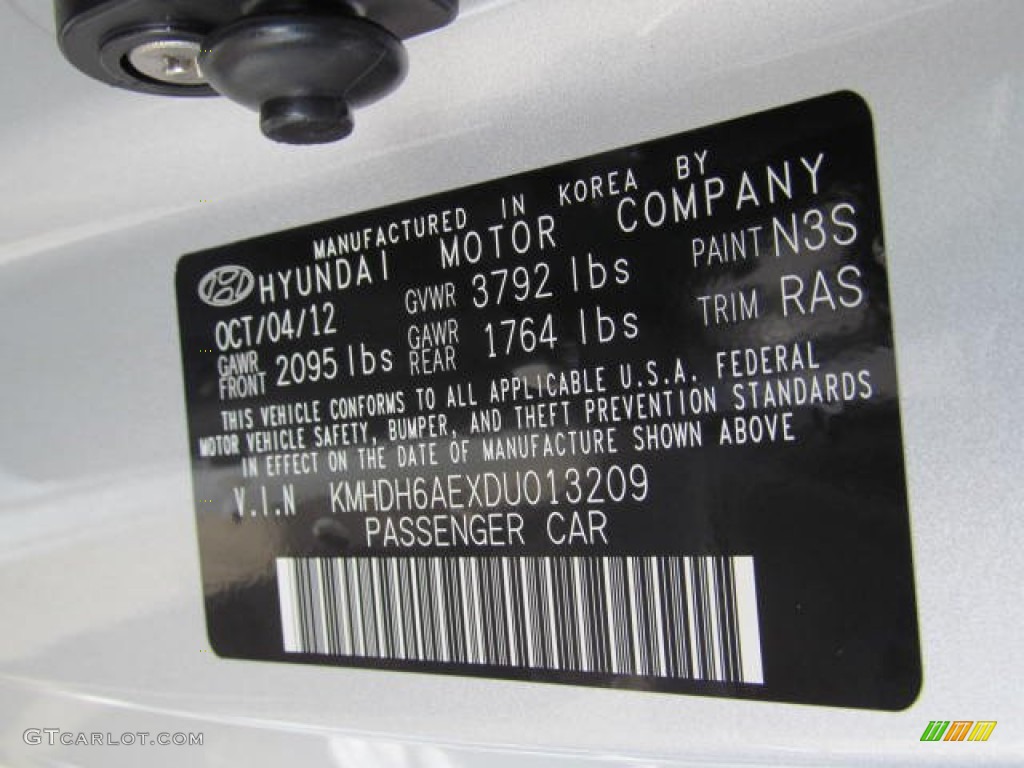 MANUFACTURED IN KOREA BY
HYUNDAI MOTOR COMPANY
OCT/04/12 GVWR 3792 lbs PAINT N3S
GAWR FRONT 2095 lbs GAWR REAR 1764 lbs TRIM RAS
THIS VEHICLE CONFORMS TO ALL APPLICABLE U.S.A. FEDERAL
MOTOR VEHICLE SAFETY, BUMPER, AND THEFT PREVENTION STANDARDS
IN EFFECT ON THE DATE OF MANUFACTURE SHOWN ABOVE
V.I.N KMHDH6AEXDU013209
PASSENGER CAR
GTCARLOT.COM